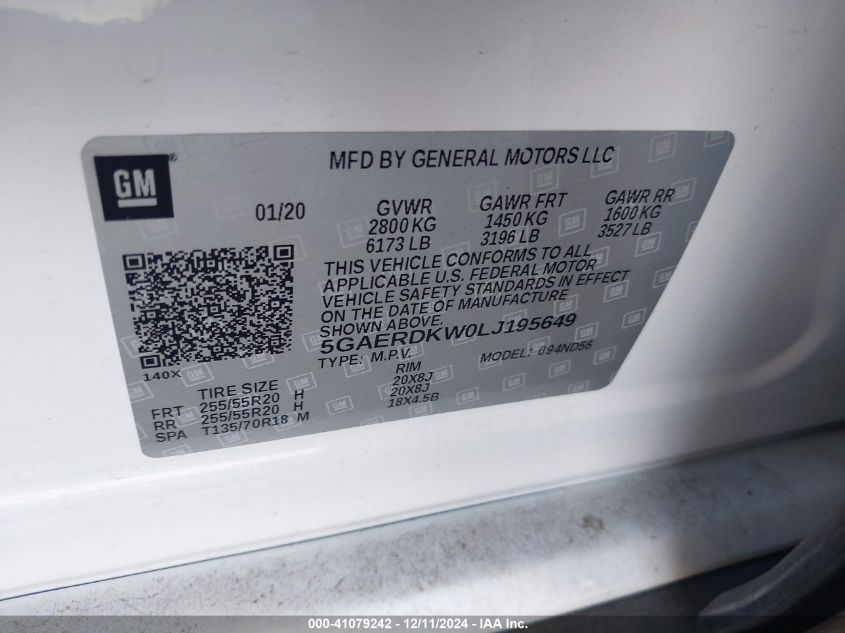 GM
MFD BY GENERAL MOTORS LLC
01/20
GVWR
2800 KG
6173 LB
GAWR FRT
1450 KG
3196 LB
GAWR RR
1600 KG
3527 LB
THIS VEHICLE CONFORMS TO ALL
APPLICABLE U.S. FEDERAL MOTOR
VEHICLE SAFETY STANDARDS IN EFFECT
ON THE DATE OF MANUFACTURE
SHOWN ABOVE.
5GAERDKW0LJ195649
TYPE: M.P.V. MODEL: 094ND56
140X
TIRE SIZE RIM
FRT 255/55R20 H 20X8J
RR 255/55R20 H 20X8J
SPA T135/70R18 M 18X4.5B
000-41079242 - 12/11/2024 - IAA Inc.